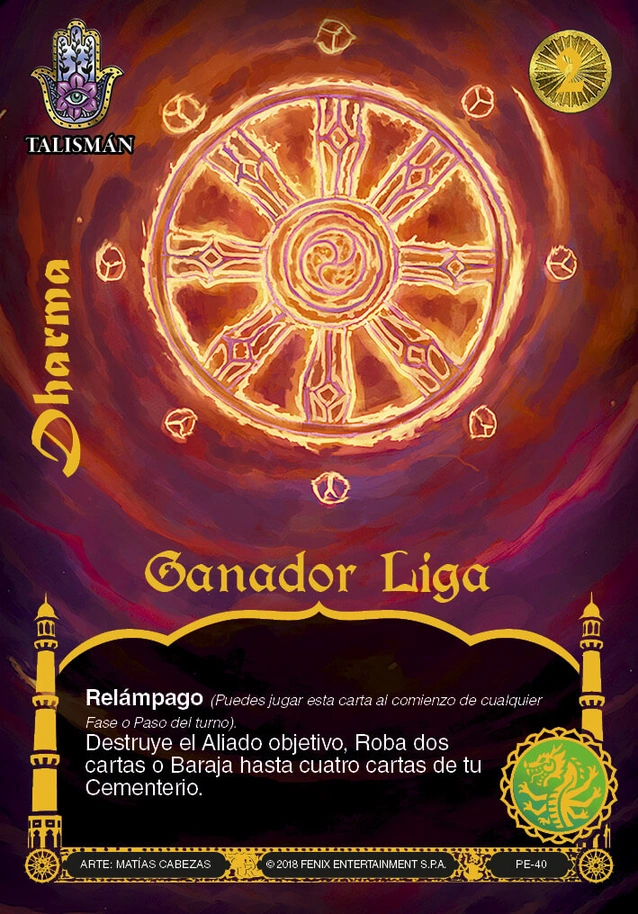 2
TALISMÁN
Dharma
Ganador Liga
Relámpago (Puedes jugar esta carta al comienzo de cualquier
Fase o Paso del turno).
Destruye el Aliado objetivo, Roba dos
cartas o Baraja hasta cuatro cartas de tu
Cementerio.
ARTE: MATÍAS CABEZAS
© 2018 FENIX ENTERTAINMENT S.P.A.
PE-40